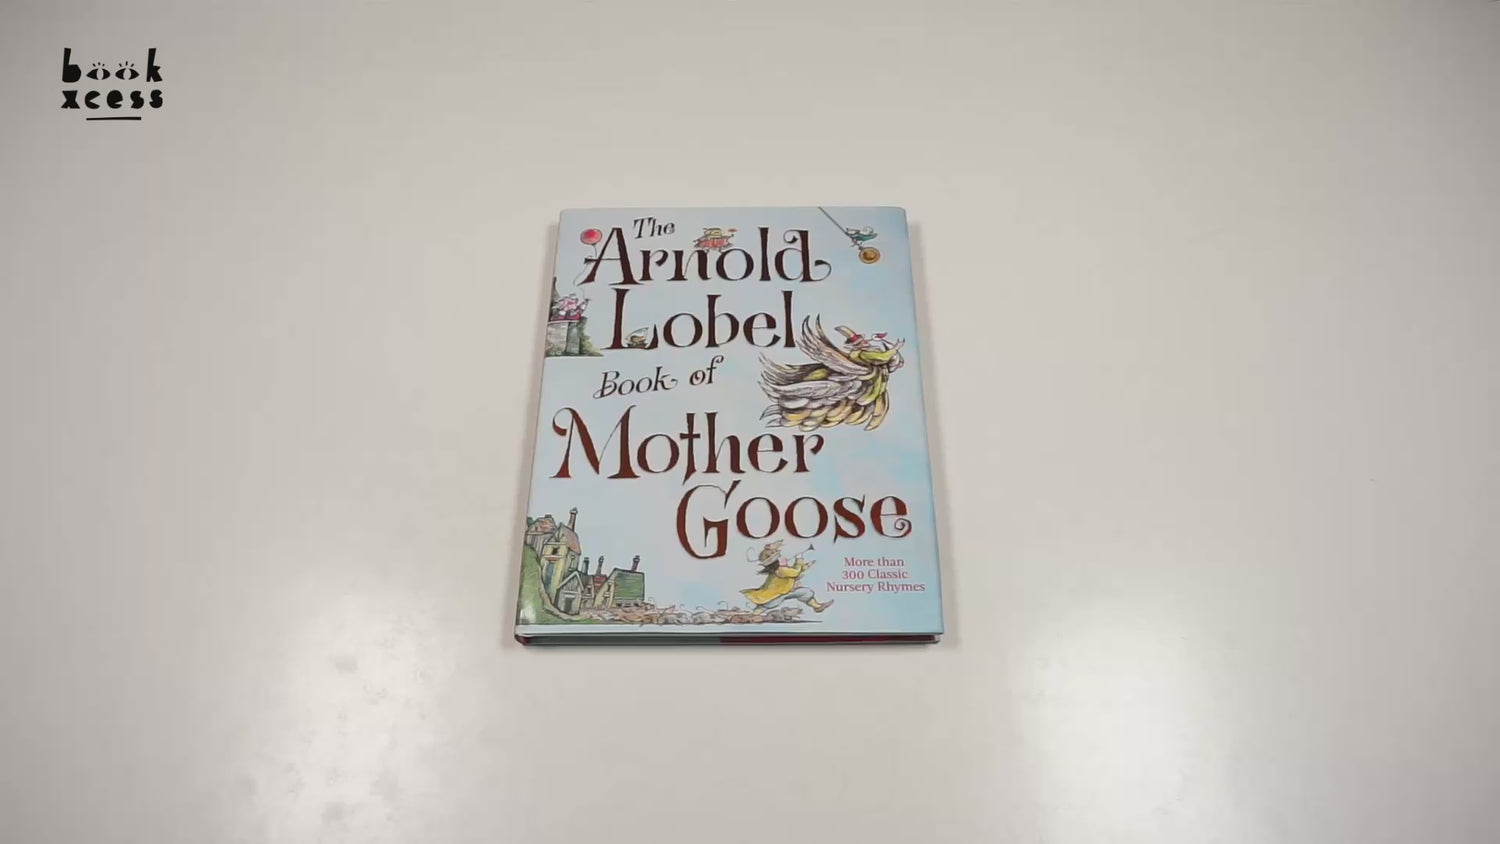 book
xcess
The
Arnold
Lobel
Book of
Mother
Goose
More than
300 Classic
Nursery Rhymes